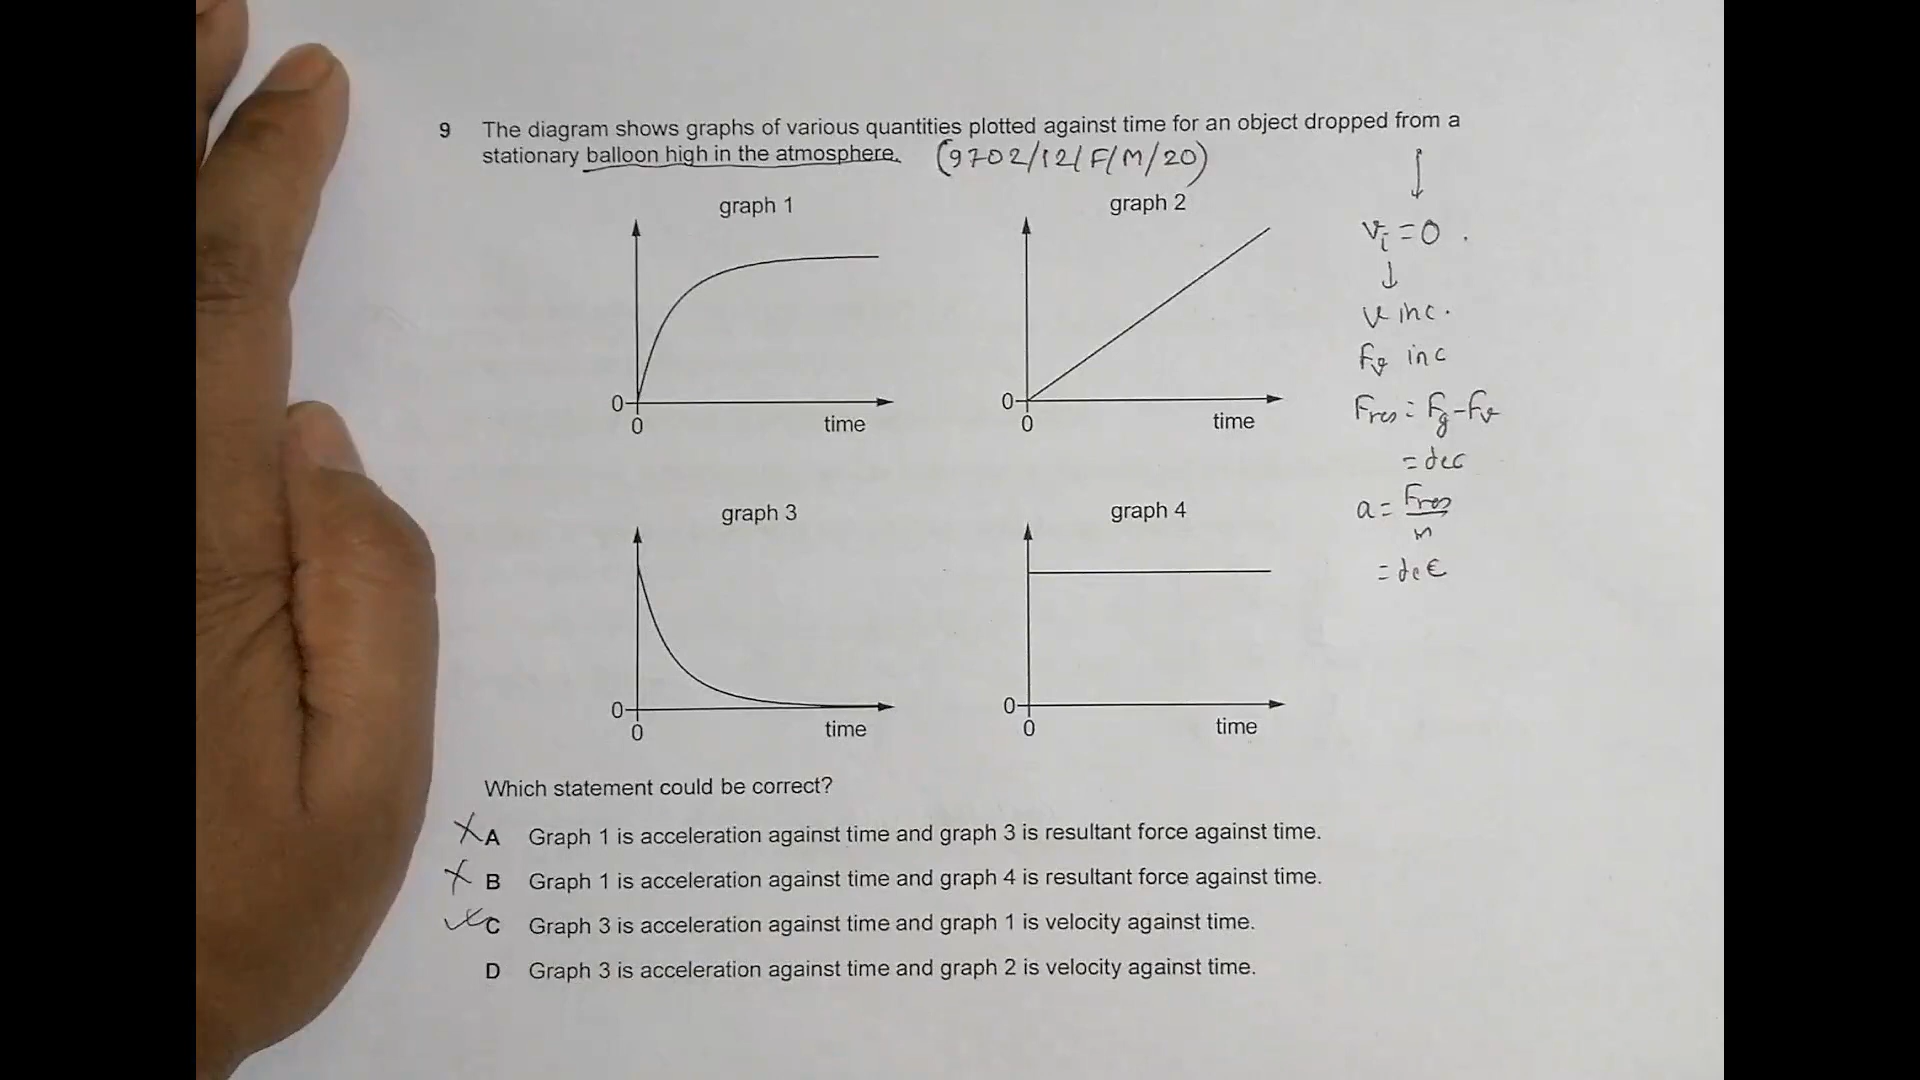 9 The diagram shows graphs of various quantities plotted against time for an object dropped from a
stationary balloon high in the atmosphere. (9702/12/F/M/20)
graph 1
0
0
time
graph 2
0
0
time
graph 3
0
0
time
graph 4
0
0
time
vᵢ = 0 .
↓
v inc.
Fv inc
Fres = Fg - Fv
= dec
a = Fres
m
= dec
Which statement could be correct?
A Graph 1 is acceleration against time and graph 3 is resultant force against time.
B Graph 1 is acceleration against time and graph 4 is resultant force against time.
C Graph 3 is acceleration against time and graph 1 is velocity against time.
D Graph 3 is acceleration against time and graph 2 is velocity against time.